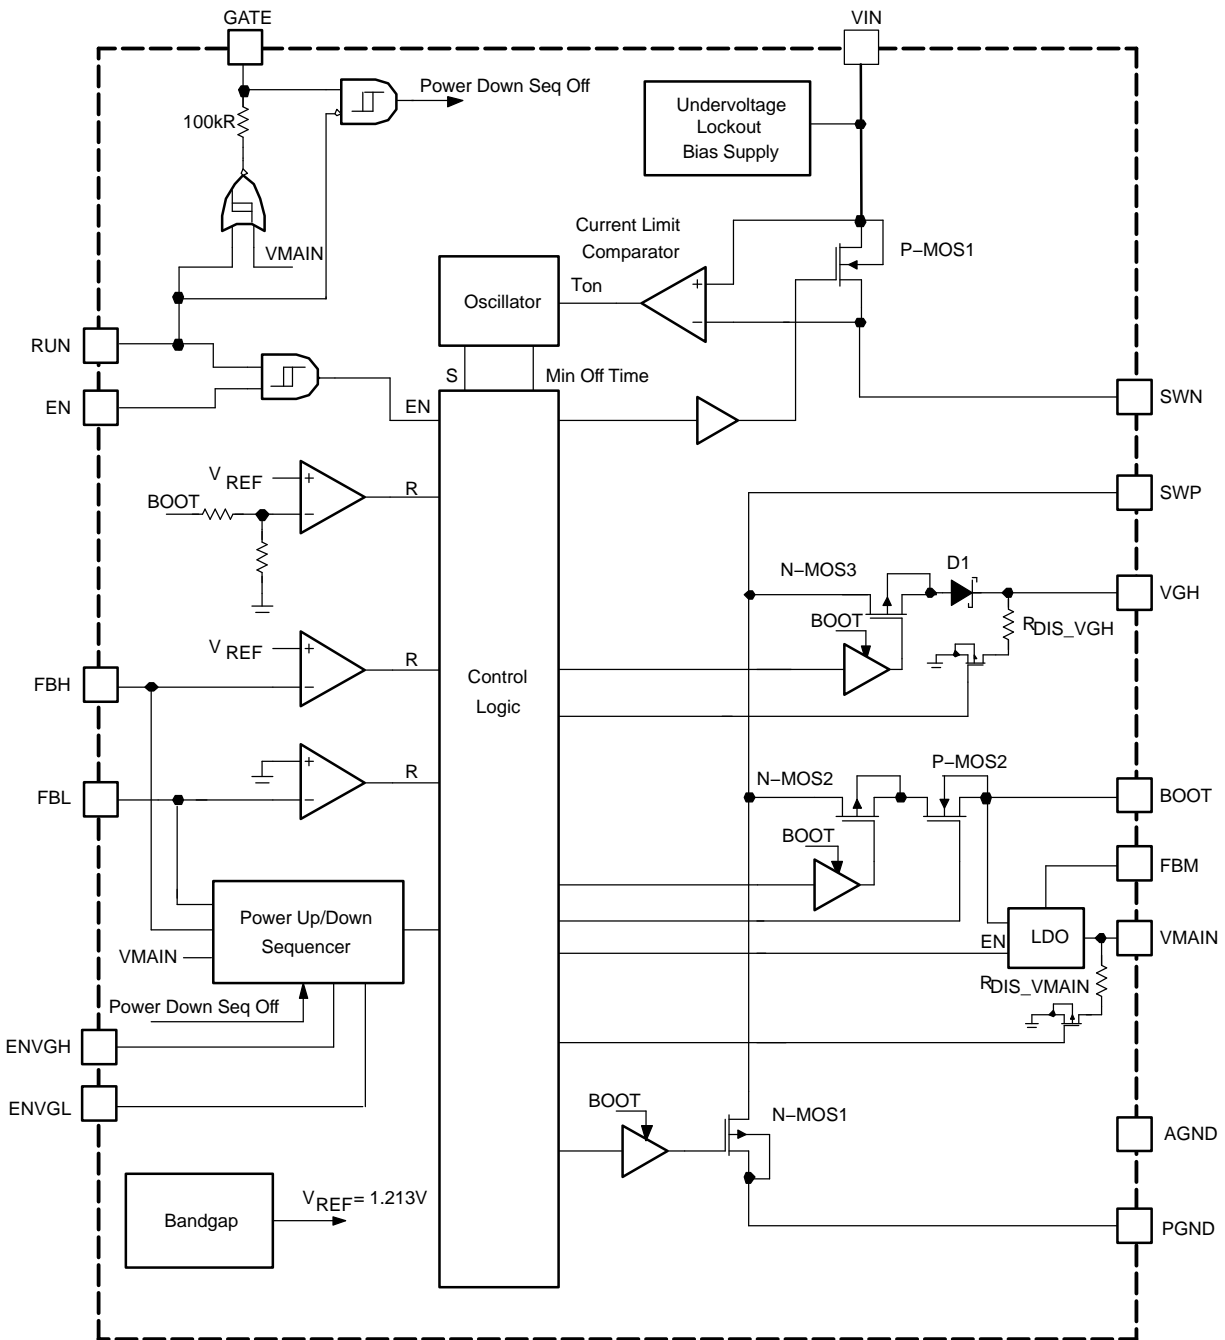 GATE
VIN
Power Down Seq Off
100kR
Undervoltage
Lockout
Bias Supply
VMAIN
Current Limit
Comparator
P−MOS1
Ton
+
−
Oscillator
RUN
S
Min Off Time
EN
EN
SWN
V REF
+
R
BOOT
−
SWP
N−MOS3
D1
VGH
BOOT
RDIS_VGH
V REF
+
R
FBH
−
Control
Logic
+
R
FBL
−
N−MOS2
P−MOS2
BOOT
BOOT
FBM
Power Up/Down
Sequencer
VMAIN
EN
LDO
VMAIN
RDIS_VMAIN
Power Down Seq Off
ENVGH
ENVGL
BOOT
N−MOS1
AGND
Bandgap
VREF= 1.213V
PGND